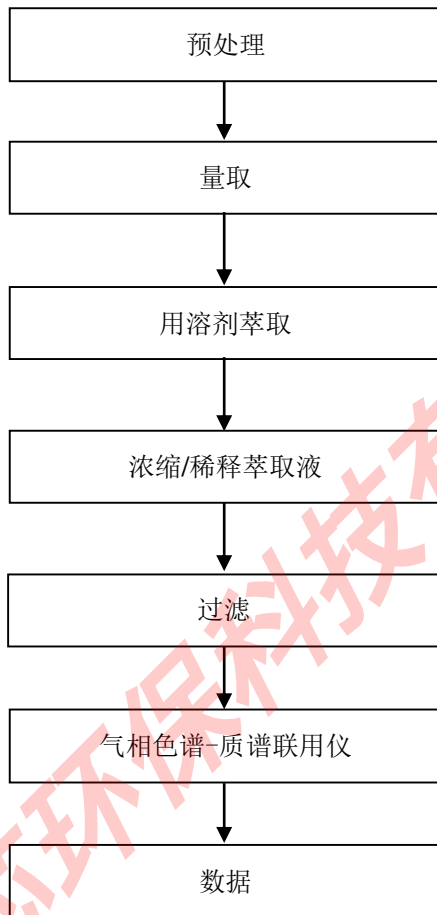 预处理
量取
用溶剂萃取
浓缩/稀释萃取液
过滤
气相色谱-质谱联用仪
数据
环保科技